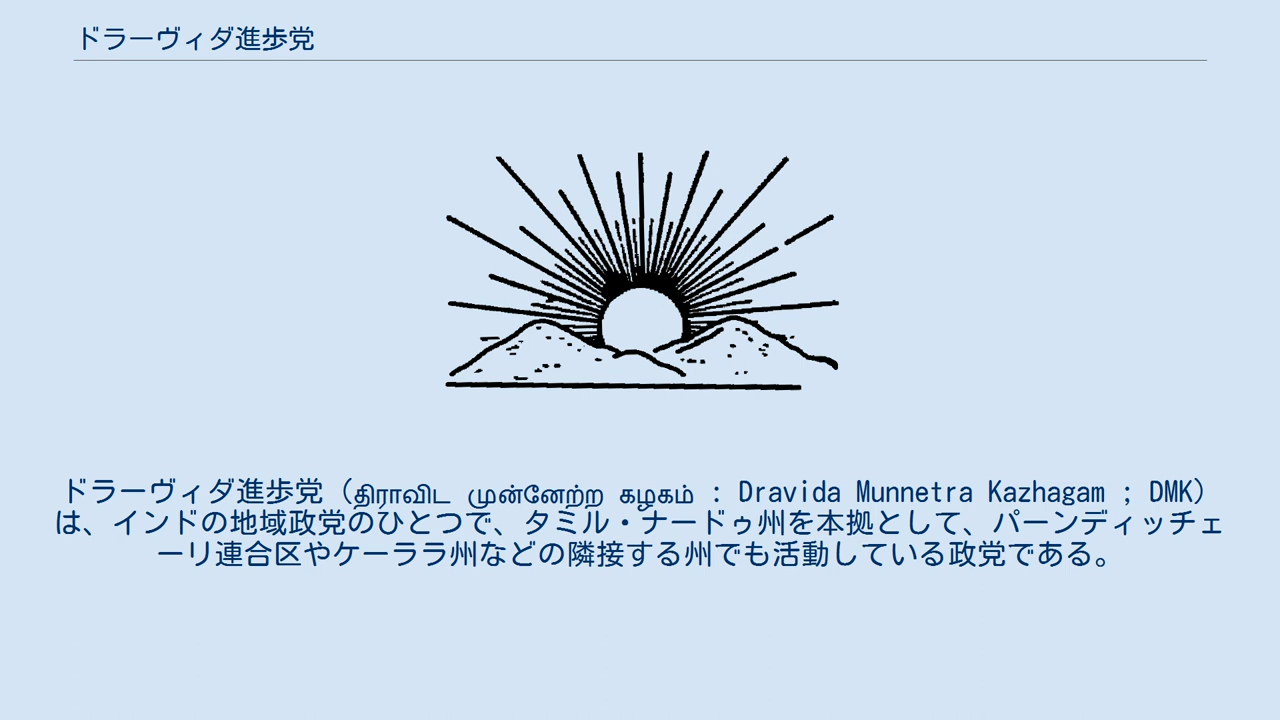 ドラーヴィダ進歩党
ドラーヴィダ進歩党（திராவிட முன்னேற்ற கழகம் : Dravida Munnetra Kazhagam ; DMK）
は、インドの地域政党のひとつで、タミル・ナードゥ州を本拠として、パーンディッチェ
ーリ連合区やケーララ州などの隣接する州でも活動している政党である。